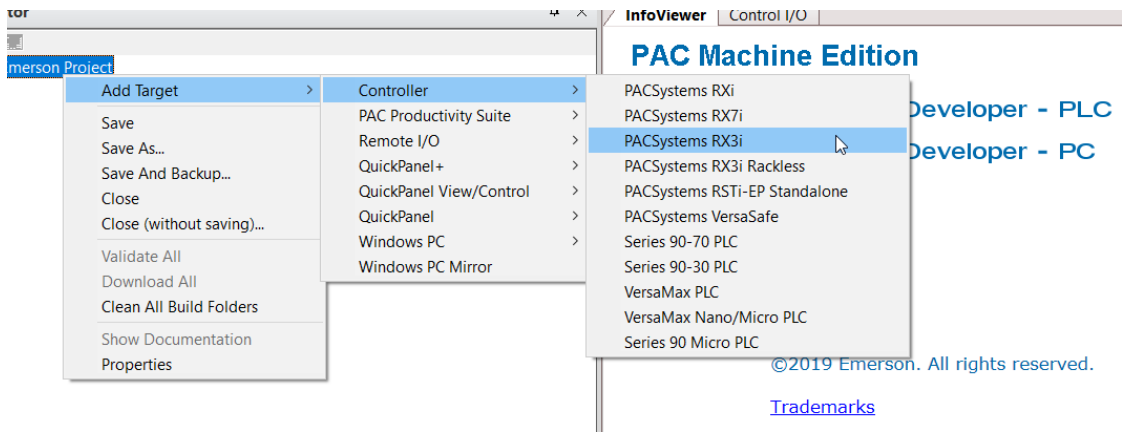 tor
InfoViewer
Control I/O
merson Project
PAC Machine Edition
Developer - PLC
Developer - PC
Add Target
Save
Save As...
Save And Backup...
Close
Close (without saving)...
Validate All
Download All
Clean All Build Folders
Show Documentation
Properties
Controller
PAC Productivity Suite
Remote I/O
QuickPanel+
QuickPanel View/Control
QuickPanel
Windows PC
Windows PC Mirror
PACSystems RXi
PACSystems RX7i
PACSystems RX3i
PACSystems RX3i Rackless
PACSystems RSTi-EP Standalone
PACSystems VersaSafe
Series 90-70 PLC
Series 90-30 PLC
VersaMax PLC
VersaMax Nano/Micro PLC
Series 90 Micro PLC
©2019 Emerson. All rights reserved.
Trademarks